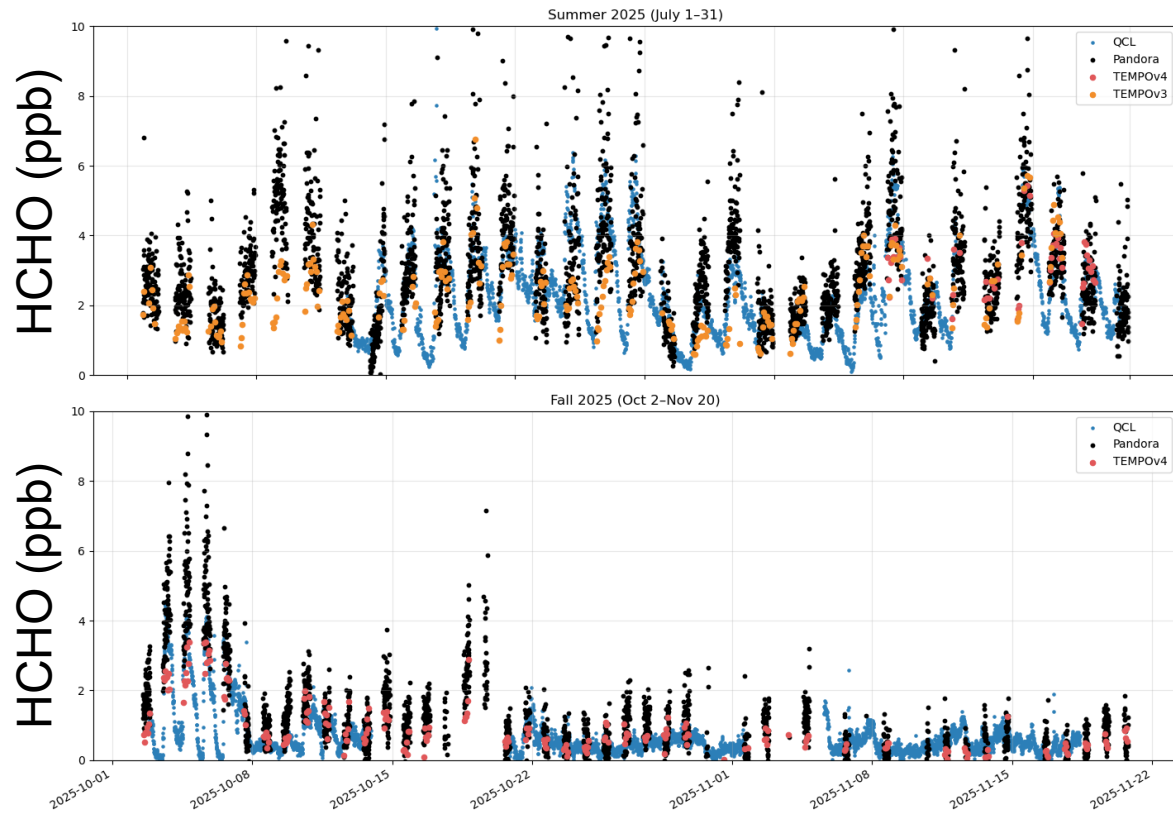 Summer 2025 (July 1–31)
HCHO (ppb)
10
8
6
4
2
0
QCL
Pandora
TEMPOv4
TEMPOv3
Fall 2025 (Oct 2–Nov 20)
HCHO (ppb)
10
8
6
4
2
0
QCL
Pandora
TEMPOv4
2025-10-01
2025-10-08
2025-10-15
2025-10-22
2025-11-01
2025-11-08
2025-11-15
2025-11-22